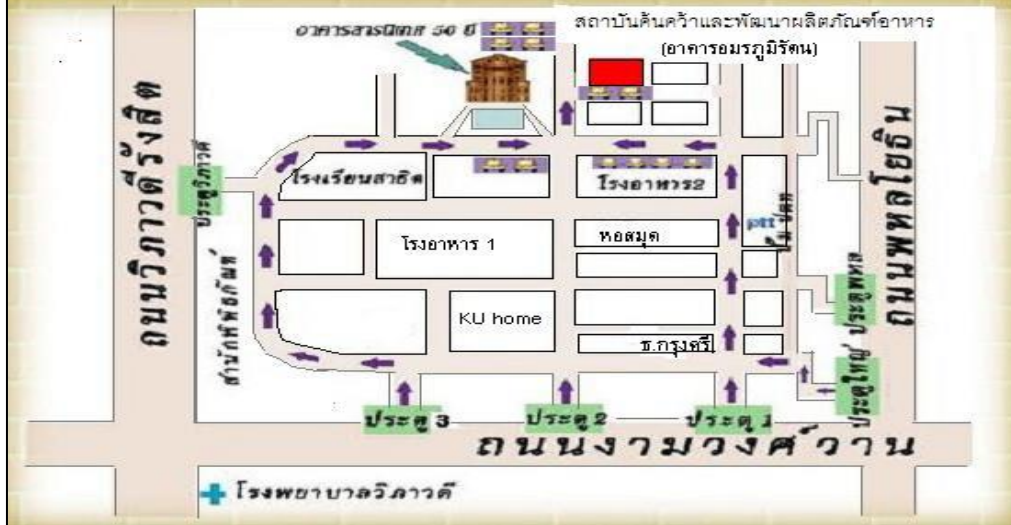 สถาบันค้นคว้าและพัฒนาผลิตภัณฑ์อาหาร
(อาคารอมรภูมิรัตน)
อาคารสารนิเทศ 50 ปี
ถนนวิภาวดีรังสิต
ประตูวิภาวดี
โรงเรียนสาธิต
โรงอาหาร2
ถนนพหลโยธิน
สำนักพิพิธภัณฑ์
โรงอาหาร 1
หอสมุด
ptt
ปั๊ม ปตท
ประตูพหล
KU home
ธ.กรุงศรี
ประตูใหญ่
ประตู 3
ประตู 2
ประตู 1
ถนนงามวงศ์วาน
โรงพยาบาลวิภาวดี